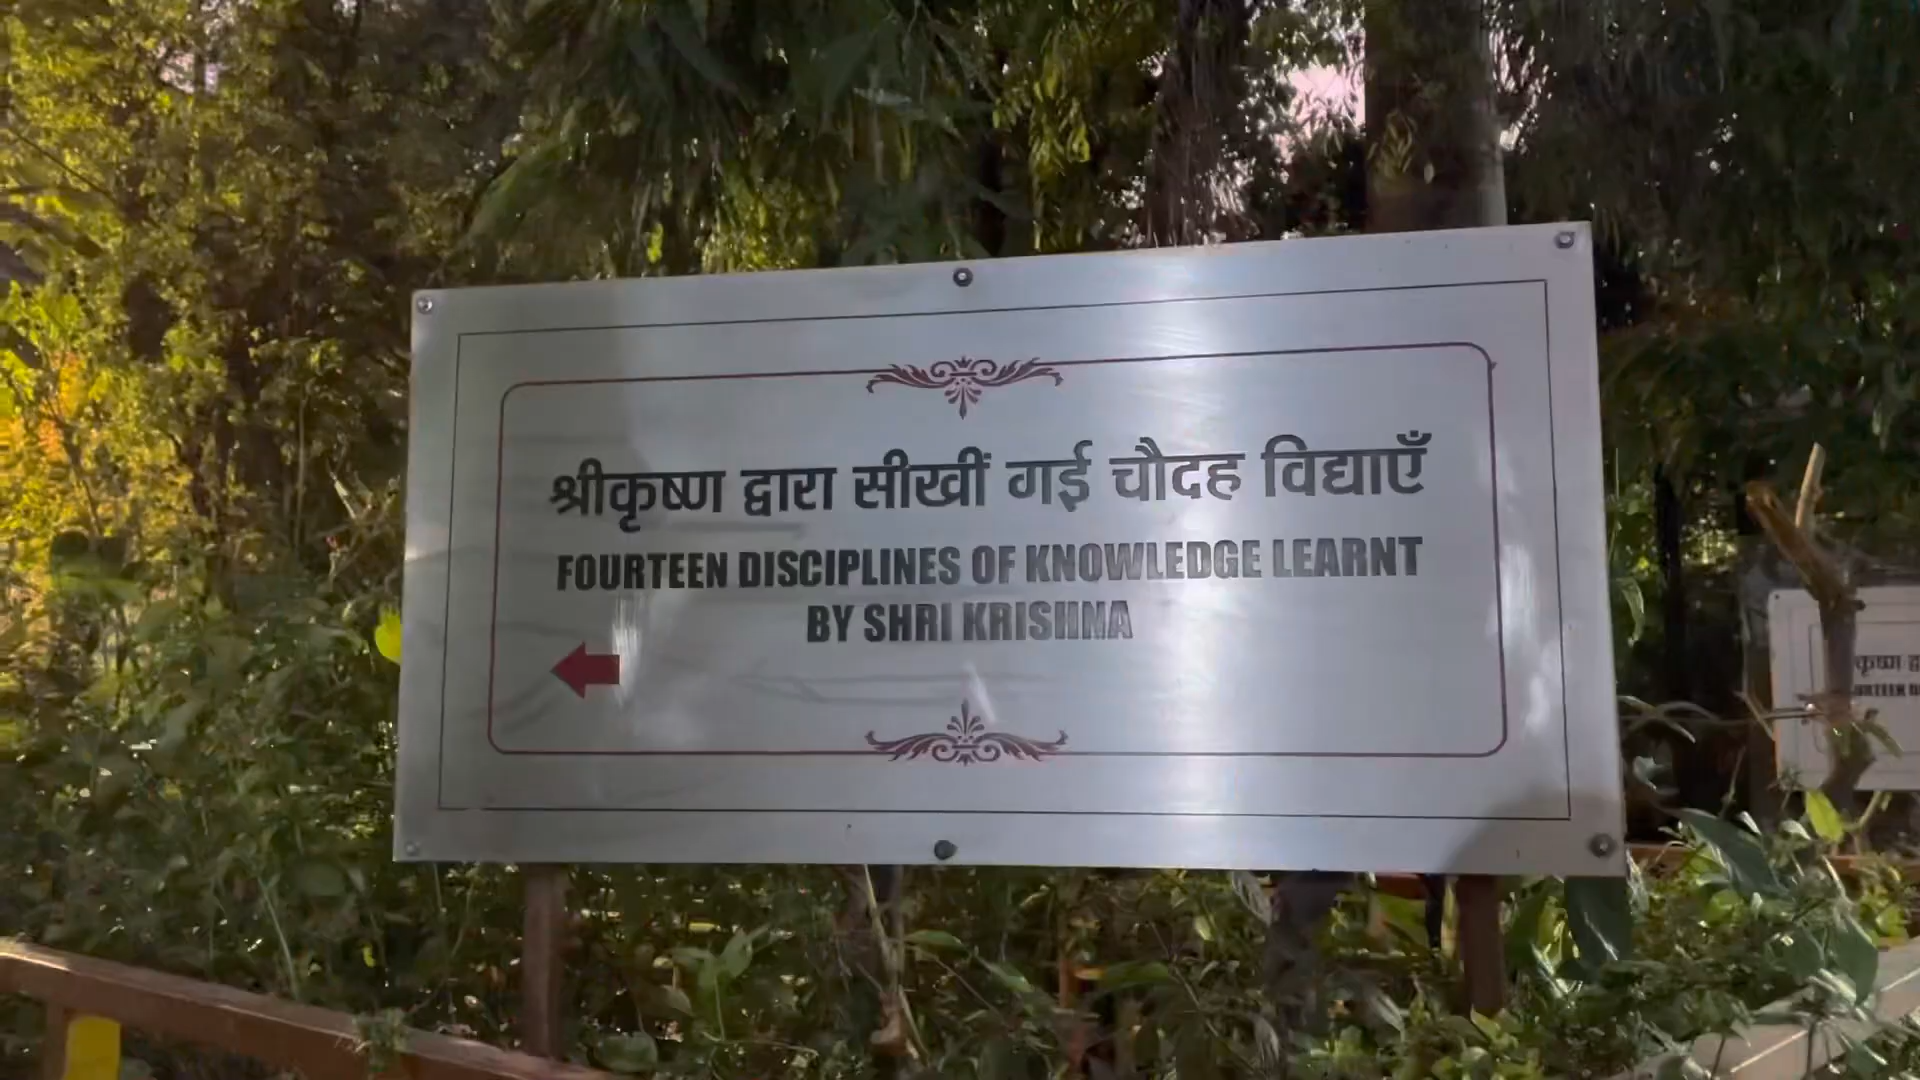 श्रीकृष्ण द्वारा सीखीं गई चौदह विद्याएँ
FOURTEEN DISCIPLINES OF KNOWLEDGE LEARNT
BY SHRI KRISHNA